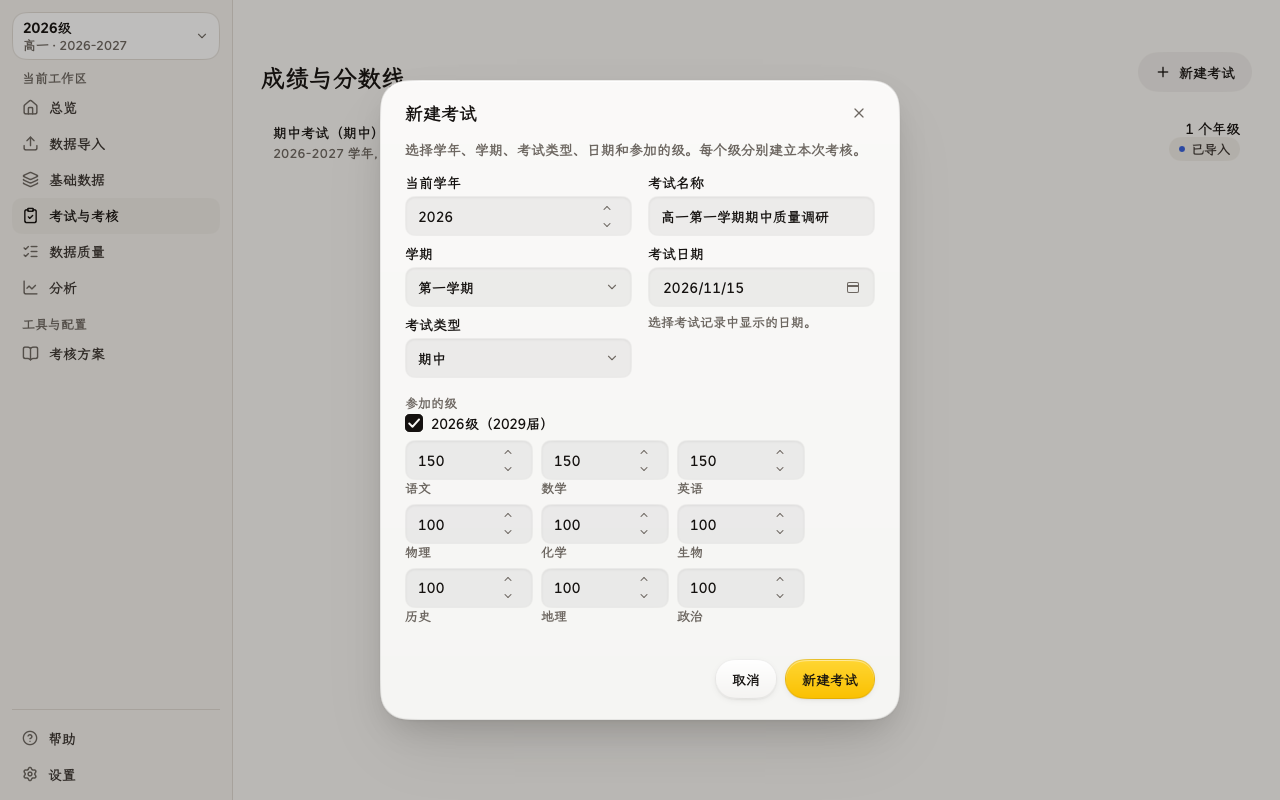 2026级
高一 · 2026-2027
当前工作区
总览
数据导入
基础数据
考试与考核
数据质量
分析
工具与配置
考核方案
帮助
设置
成绩与分数线
新建考试
期中考试（期中）
2026-2027 学年,
1 个年级
已导入
新建考试
选择学年、学期、考试类型、日期和参加的级。每个级分别建立本次考核。
当前学年
2026
考试名称
高一第一学期期中质量调研
学期
第一学期
考试日期
2026/11/15
选择考试记录中显示的日期。
考试类型
期中
参加的级
2026级（2029届）
150 150 150
语文 数学 英语
100 100 100
物理 化学 生物
100 100 100
历史 地理 政治
取消
新建考试